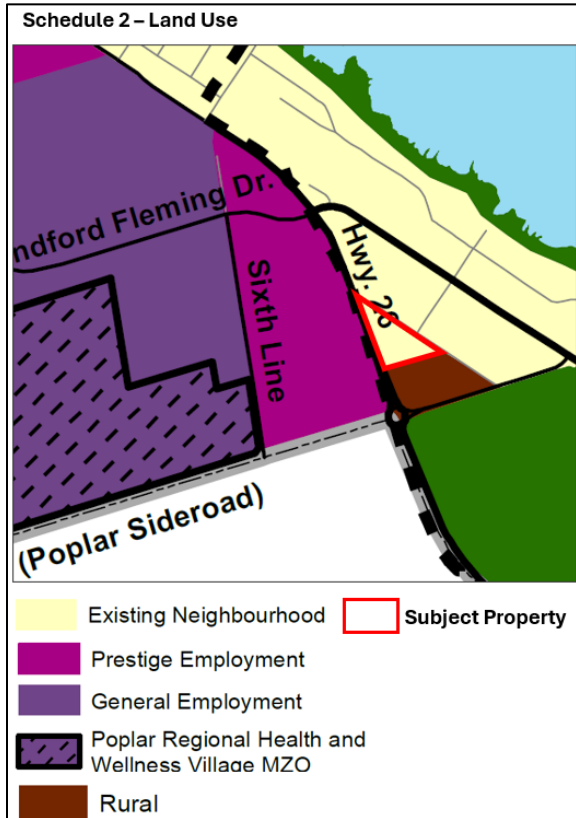 Schedule 2 – Land Use
ndford Fleming Dr.
Hwy. 26
Sixth Line
(Poplar Sideroad)
Existing Neighbourhood
Subject Property
Prestige Employment
General Employment
Poplar Regional Health and
Wellness Village MZO
Rural